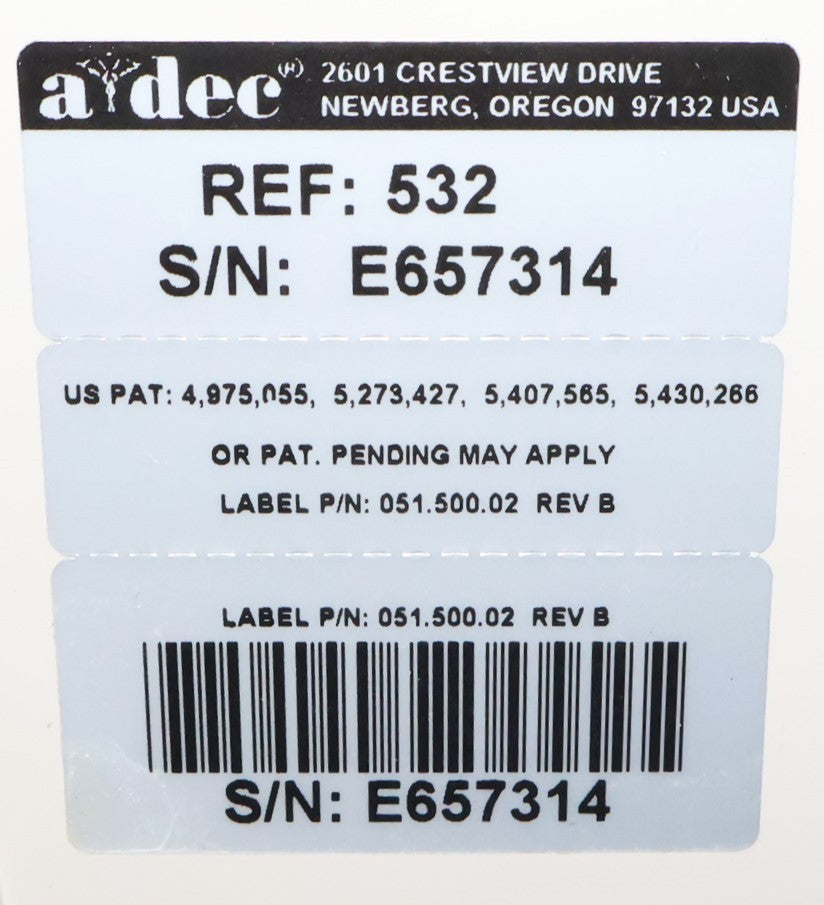 a dec(R) 2601 CRESTVIEW DRIVE
NEWBERG, OREGON 97132 USA
REF: 532
S/N: E657314
US PAT: 4,975,055, 5,273,427, 5,407,565, 5,430,266
OR PAT. PENDING MAY APPLY
LABEL P/N: 051.500.02 REV B
LABEL P/N: 051.500.02 REV B
S/N: E657314